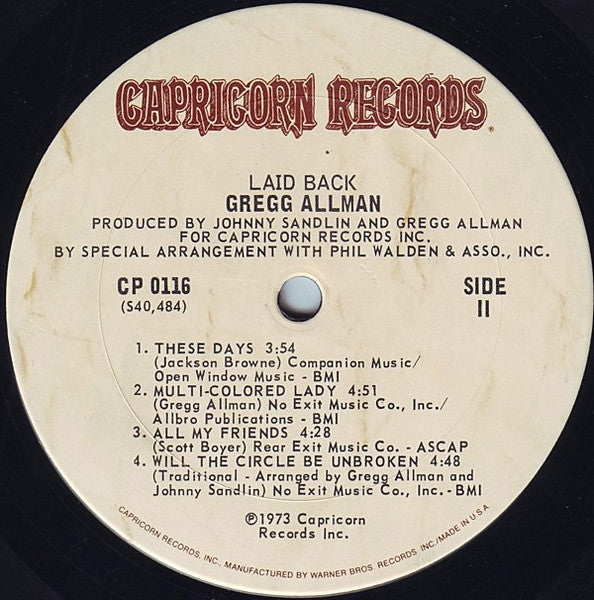 CAPRICORN RECORDS®
LAID BACK
GREGG ALLMAN
PRODUCED BY JOHNNY SANDLIN AND GREGG ALLMAN
FOR CAPRICORN RECORDS INC.
BY SPECIAL ARRANGEMENT WITH PHIL WALDEN & ASSO., INC.
CP 0116
(S40,484)
SIDE
II
1. THESE DAYS 3:54
(Jackson Browne) Companion Music/
Open Window Music - BMI
2. MULTI-COLORED LADY 4:51
(Gregg Allman) No Exit Music Co., Inc./
Allbro Publications - BMI
3. ALL MY FRIENDS 4:28
(Scott Boyer) Rear Exit Music Co. - ASCAP
4. WILL THE CIRCLE BE UNBROKEN 4:48
(Traditional - Arranged by Gregg Allman and
Johnny Sandlin) No Exit Music Co., Inc. - BMI
℗1973 Capricorn
Records Inc.
CAPRICORN RECORDS, INC., MANUFACTURED BY WARNER BROS. RECORDS, INC./MADE IN U.S.A.